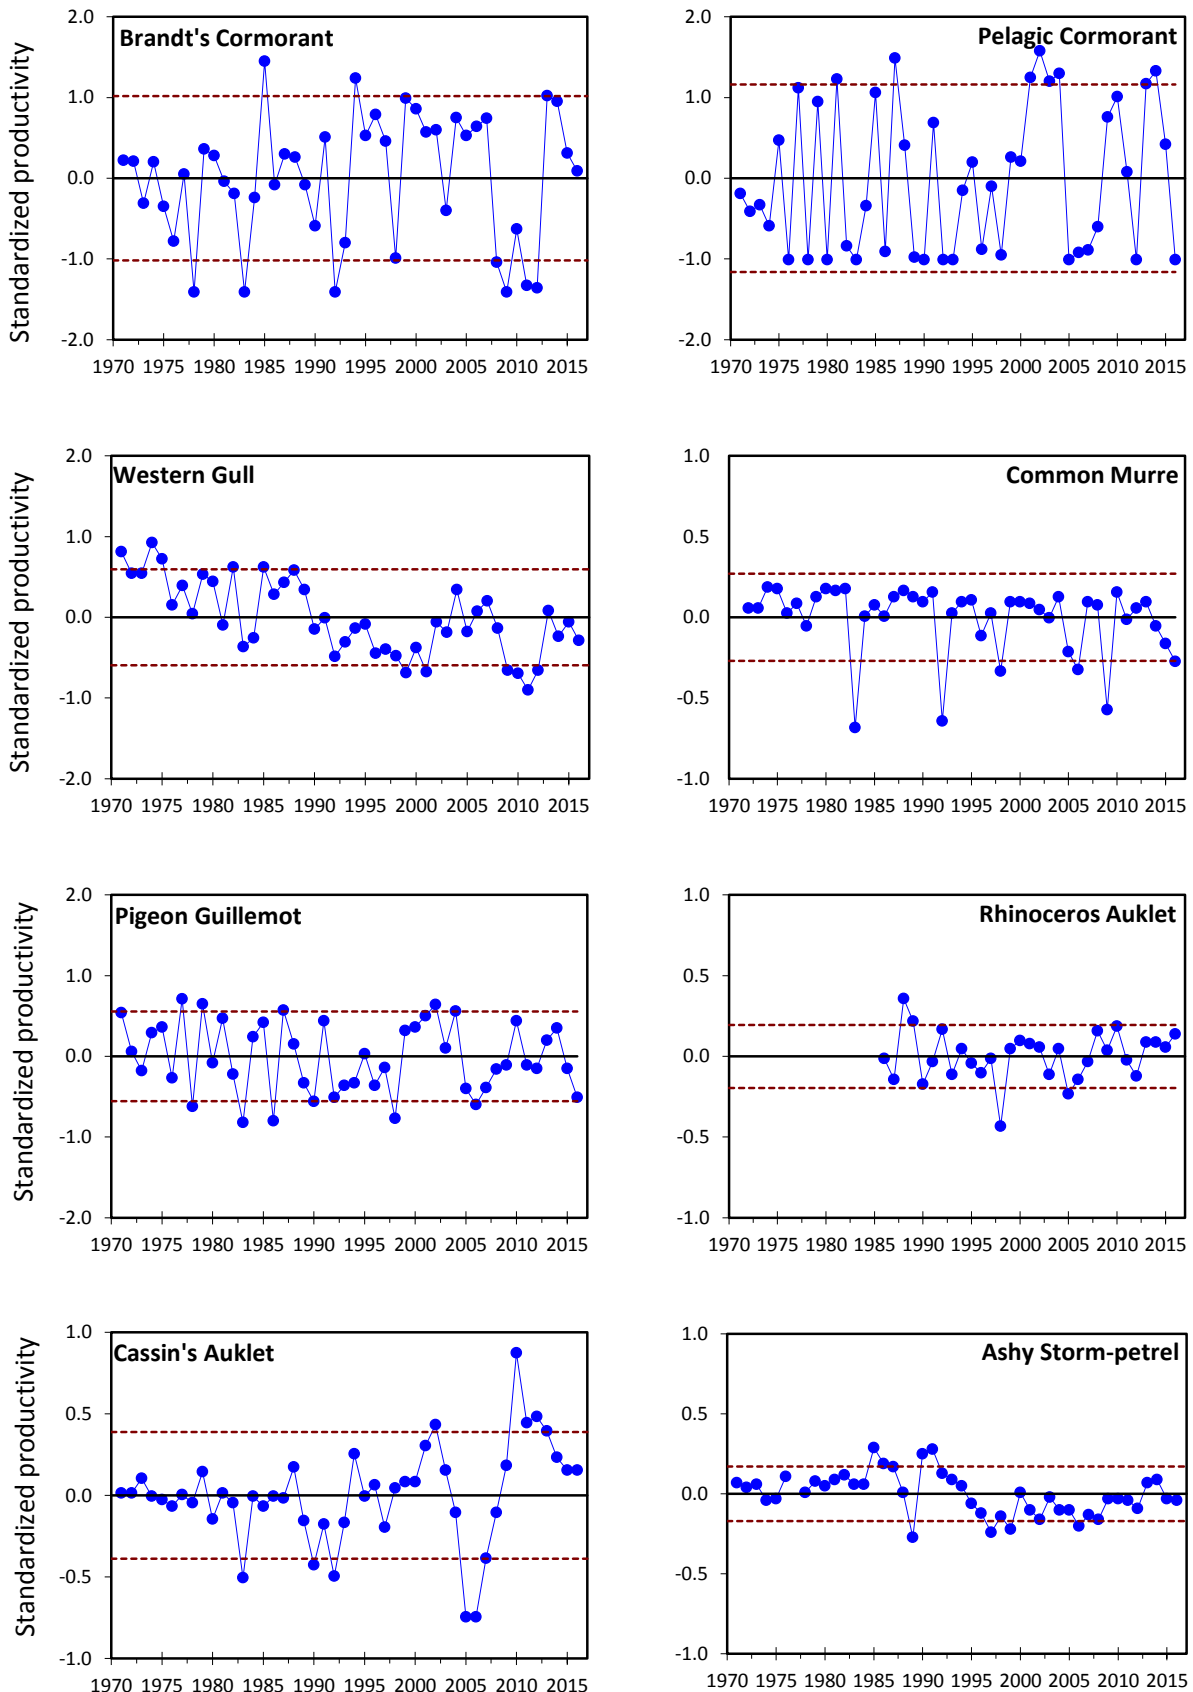 Standardized productivity
2.0
1.0
0.0
-1.0
-2.0
Brandt's Cormorant
1970 1975 1980 1985 1990 1995 2000 2005 2010 2015
2.0
1.0
0.0
-1.0
-2.0
Pelagic Cormorant
1970 1975 1980 1985 1990 1995 2000 2005 2010 2015
Standardized productivity
2.0
1.0
0.0
-1.0
-2.0
Western Gull
1970 1975 1980 1985 1990 1995 2000 2005 2010 2015
1.0
0.5
0.0
-0.5
-1.0
Common Murre
1970 1975 1980 1985 1990 1995 2000 2005 2010 2015
Standardized productivity
2.0
1.0
0.0
-1.0
-2.0
Pigeon Guillemot
1970 1975 1980 1985 1990 1995 2000 2005 2010 2015
1.0
0.5
0.0
-0.5
-1.0
Rhinoceros Auklet
1970 1975 1980 1985 1990 1995 2000 2005 2010 2015
Standardized productivity
1.0
0.5
0.0
-0.5
-1.0
Cassin's Auklet
1970 1975 1980 1985 1990 1995 2000 2005 2010 2015
1.0
0.5
0.0
-0.5
-1.0
Ashy Storm-petrel
1970 1975 1980 1985 1990 1995 2000 2005 2010 2015